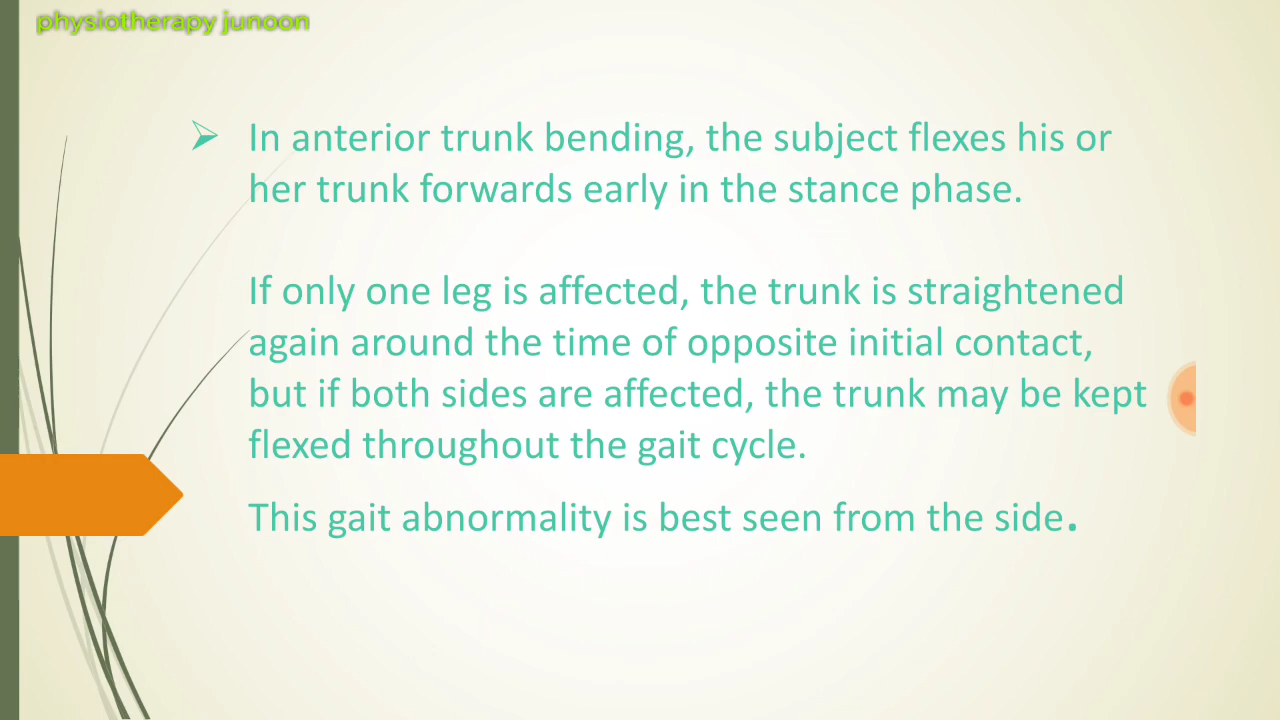 physiotherapy junoon
In anterior trunk bending, the subject flexes his or
her trunk forwards early in the stance phase.
If only one leg is affected, the trunk is straightened
again around the time of opposite initial contact,
but if both sides are affected, the trunk may be kept
flexed throughout the gait cycle.
This gait abnormality is best seen from the side.